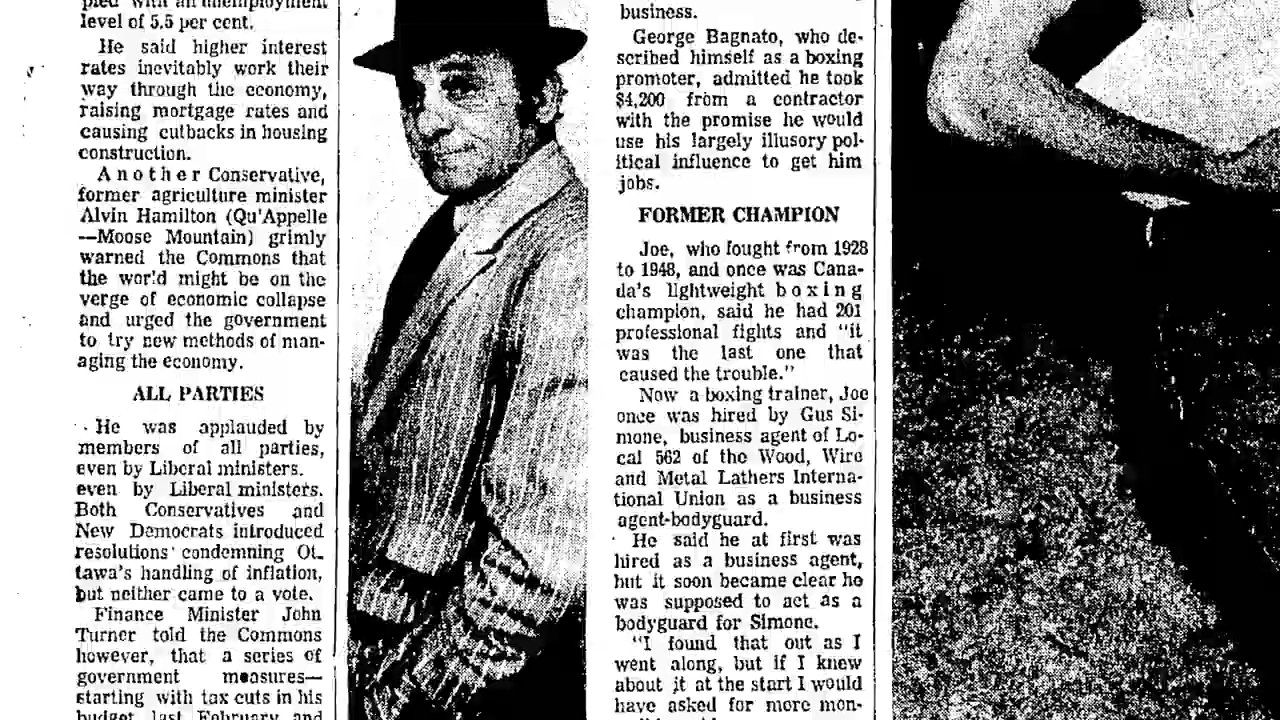 level of 5.5 per cent.
He said higher interest
rates inevitably work their
way through the economy,
raising mortgage rates and
causing cutbacks in housing
construction.
Another Conservative,
former agriculture minister
Alvin Hamilton (Qu'Appelle
—Moose Mountain) grimly
warned the Commons that
the world might be on the
verge of economic collapse
and urged the government
to try new methods of man-
aging the economy.
ALL PARTIES
He was applauded by
members of all parties,
even by Liberal ministers.
even by Liberal ministers.
Both Conservatives and
New Democrats introduced
resolutions condemning Ot-
tawa's handling of inflation,
but neither came to a vote.
Finance Minister John
Turner told the Commons
however, that a series of
government measures—
starting with tax cuts in his
budget last February and
business.
George Bagnato, who de-
scribed himself as a boxing
promoter, admitted he took
$4,200 from a contractor
with the promise he would
use his largely illusory pol-
itical influence to get him
jobs.
FORMER CHAMPION
Joe, who fought from 1928
to 1948, and once was Cana-
da's lightweight boxing
champion, said he had 201
professional fights and "it
was the last one that
caused the trouble."
Now a boxing trainer, Joe
once was hired by Gus Si-
mone, business agent of Lo-
cal 562 of the Wood, Wire
and Metal Lathers Interna-
tional Union as a business
agent-bodyguard.
He said he at first was
hired as a business agent,
but it soon became clear he
was supposed to act as a
bodyguard for Simone.
"I found that out as I
went along, but if I knew
about it at the start I would
have asked for more mon-